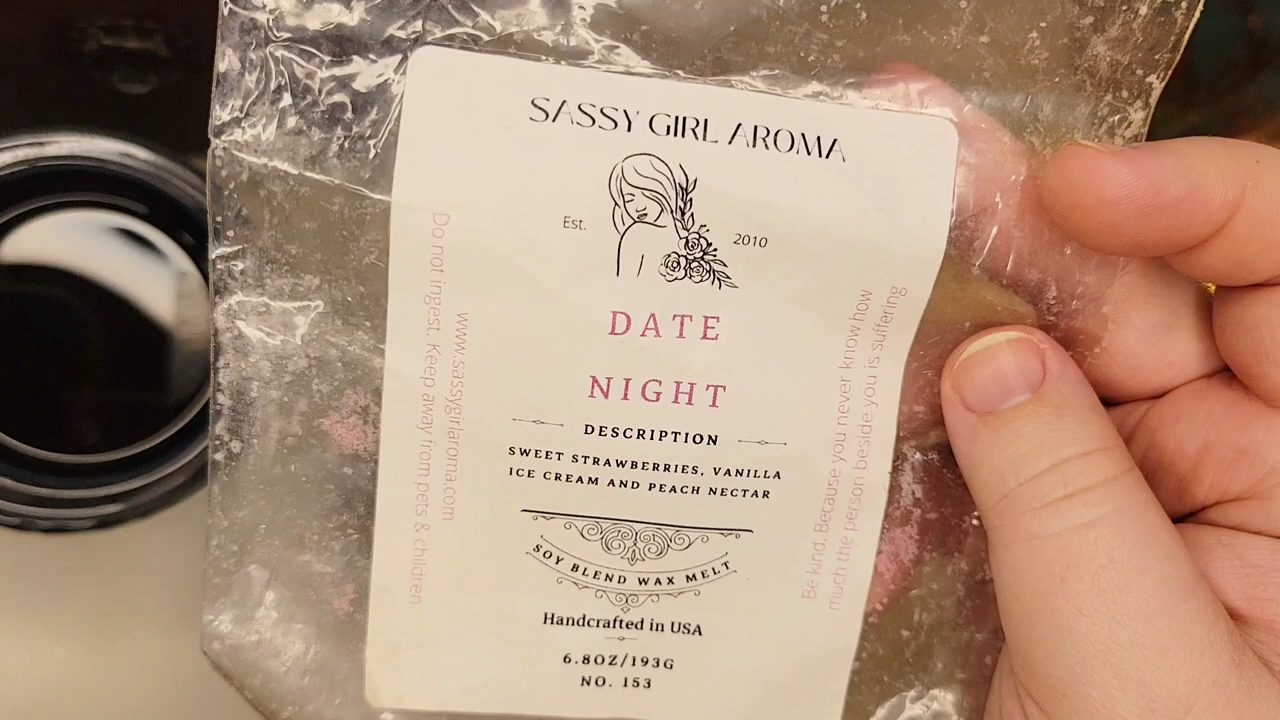 SASSY GIRL AROMA
Est. 2010
DATE
NIGHT
DESCRIPTION
SWEET STRAWBERRIES, VANILLA
ICE CREAM AND PEACH NECTAR
SOY BLEND WAX MELT
Handcrafted in USA
6.8OZ/193G
NO. 153
www.sassygirlaroma.com
Do not ingest. Keep away from pets & children
Be kind, Because you never know how
much the person beside you is suffering